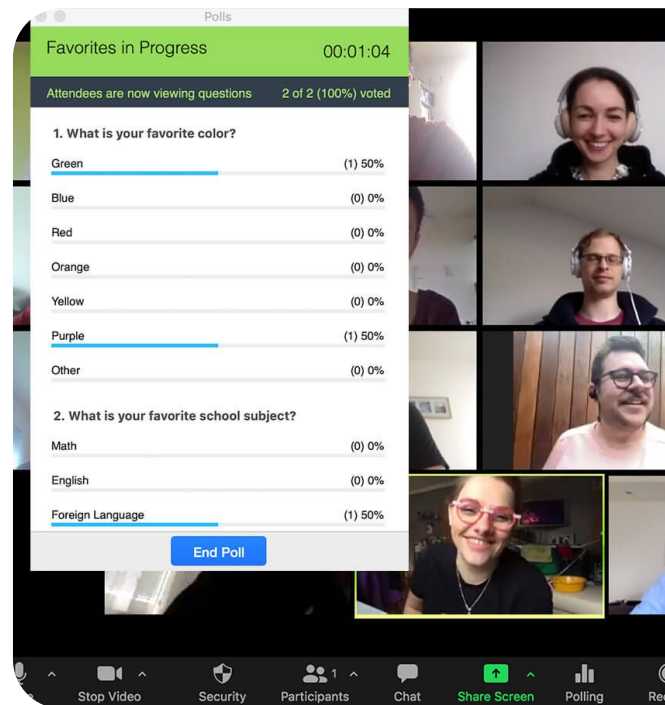 Polls
Favorites in Progress 00:01:04
Attendees are now viewing questions 2 of 2 (100%) voted
1. What is your favorite color?
Green (1) 50%
Blue (0) 0%
Red (0) 0%
Orange (0) 0%
Yellow (0) 0%
Purple (1) 50%
Other (0) 0%
2. What is your favorite school subject?
Math (0) 0%
English (0) 0%
Foreign Language (1) 50%
End Poll
1
Stop Video Security Participants Chat Share Screen Polling